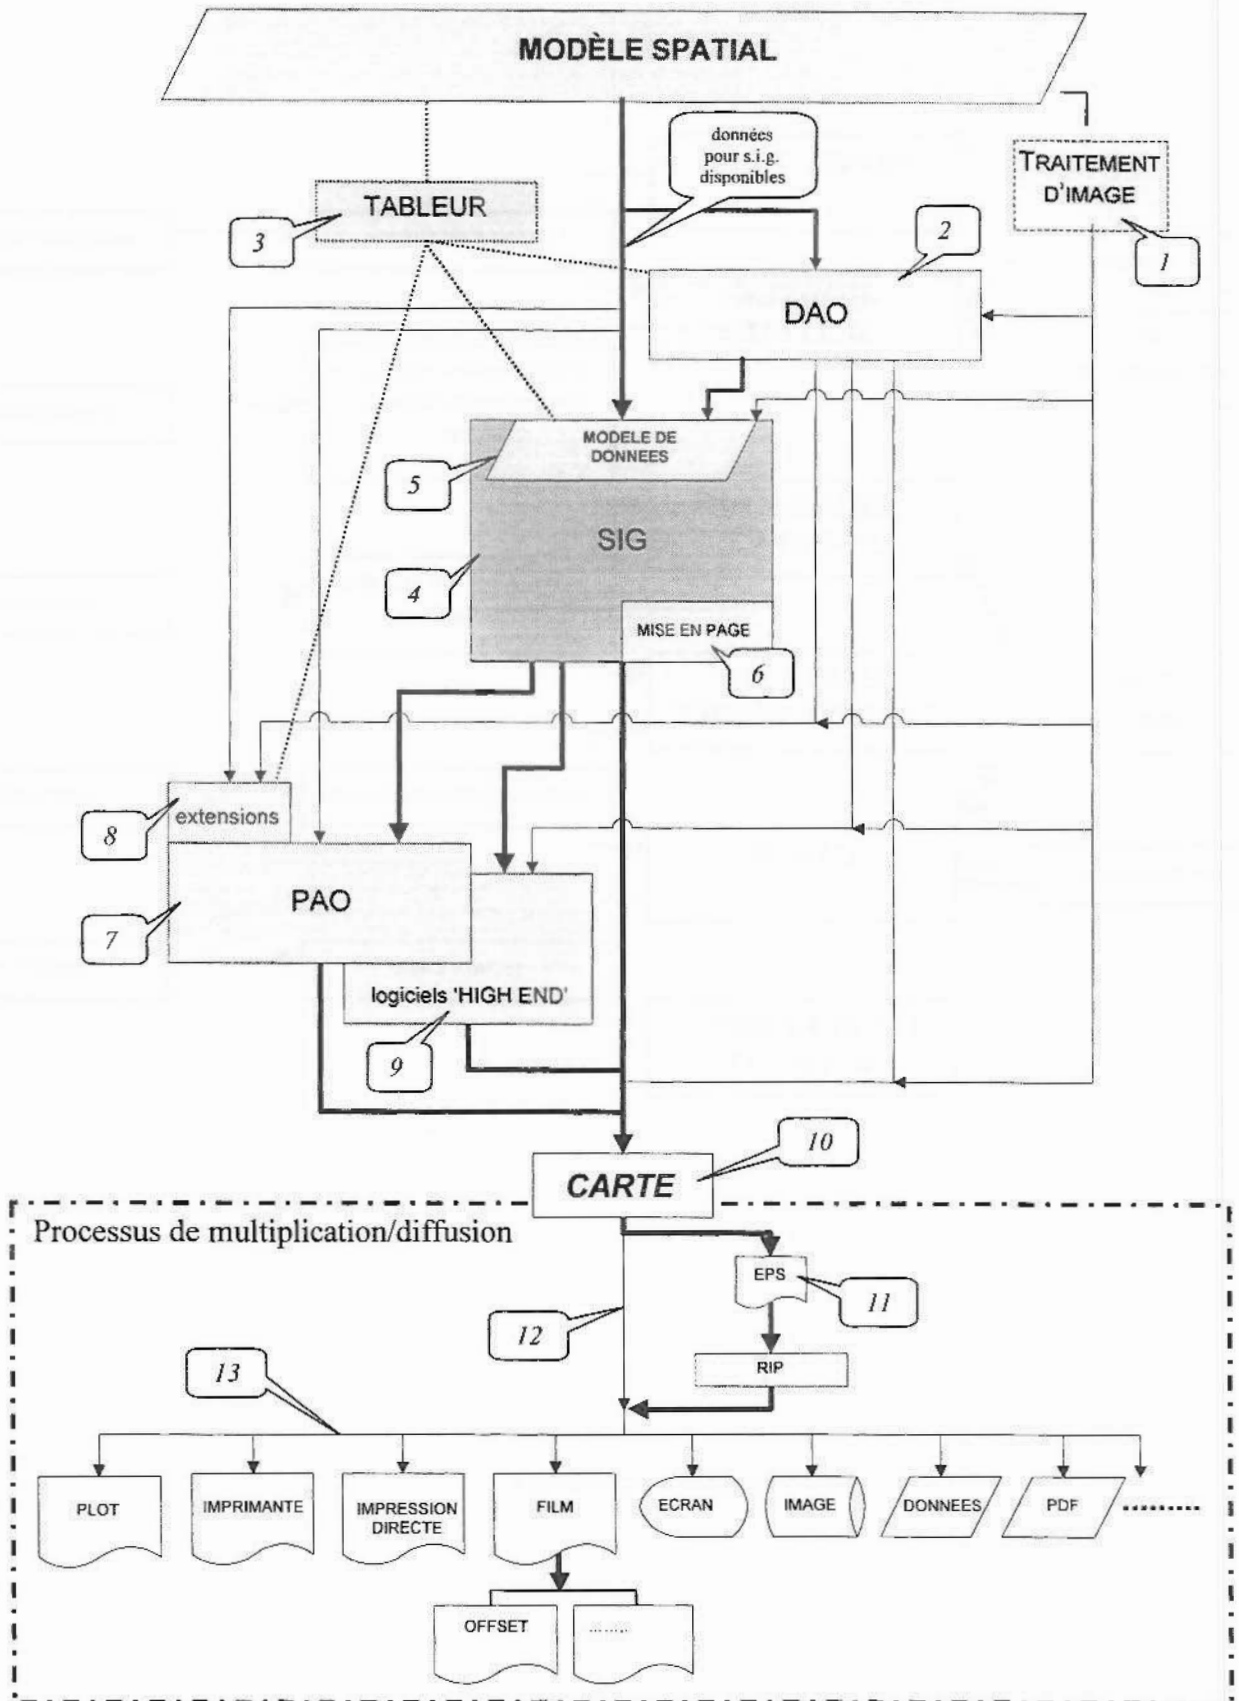 MODÈLE SPATIAL
données
pour s.i.g.
disponibles
TRAITEMENT
D'IMAGE
TABLEUR
3
2
1
DAO
MODELE DE
DONNEES
5
SIG
4
MISE EN PAGE
6
extensions
8
PAO
7
logiciels 'HIGH END'
9
10
CARTE
Processus de multiplication/diffusion
EPS
11
12
RIP
13
PLOT
IMPRIMANTE
IMPRESSION
DIRECTE
FILM
ECRAN
IMAGE
DONNEES
PDF
..........
OFFSET
........